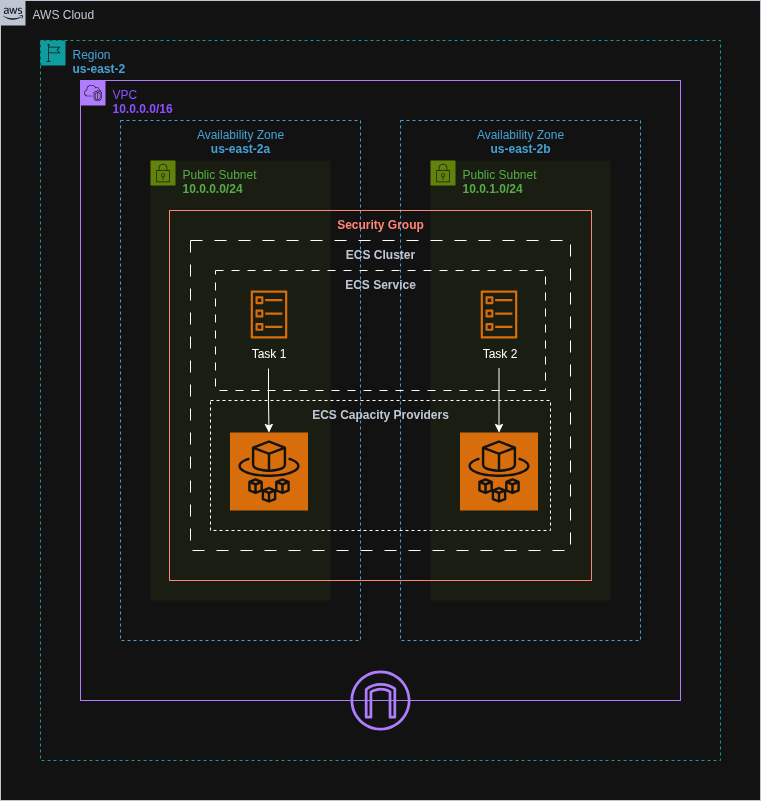 aws
AWS Cloud
Region
us-east-2
VPC
10.0.0.0/16
Availability Zone
us-east-2a
Availability Zone
us-east-2b
Public Subnet
10.0.0.0/24
Public Subnet
10.0.1.0/24
Security Group
ECS Cluster
ECS Service
Task 1
Task 2
ECS Capacity Providers